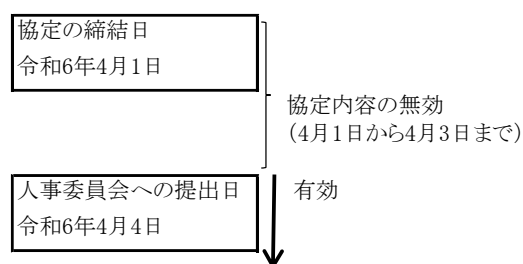 協定の締結日
令和6年4月1日
協定内容の無効
(4月1日から4月3日まで)
人事委員会への提出日
有効
令和6年4月4日